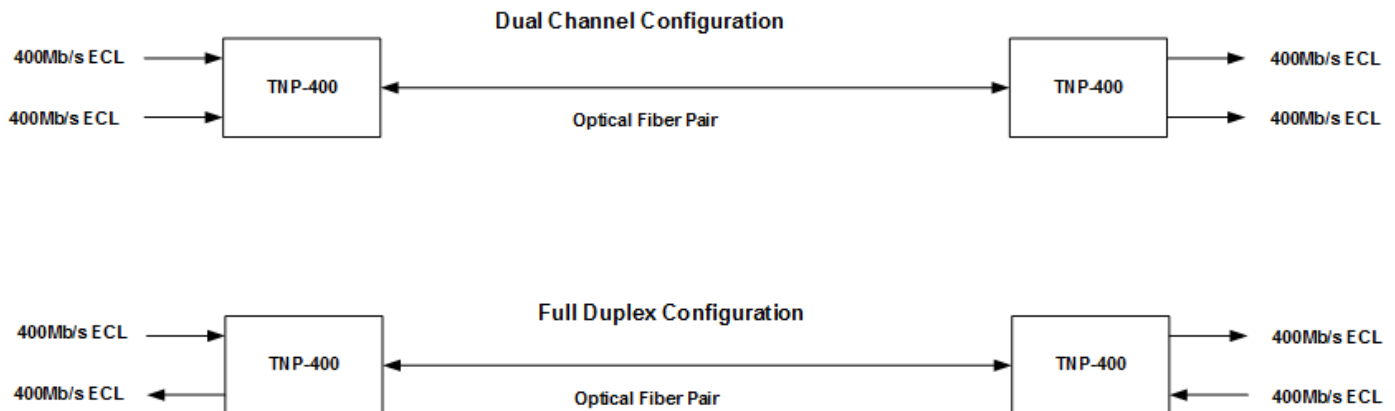 Dual Channel Configuration
400Mb/s ECL
TNP-400
TNP-400
400Mb/s ECL
400Mb/s ECL
Optical Fiber Pair
400Mb/s ECL
Full Duplex Configuration
400Mb/s ECL
TNP-400
TNP-400
400Mb/s ECL
400Mb/s ECL
Optical Fiber Pair
400Mb/s ECL